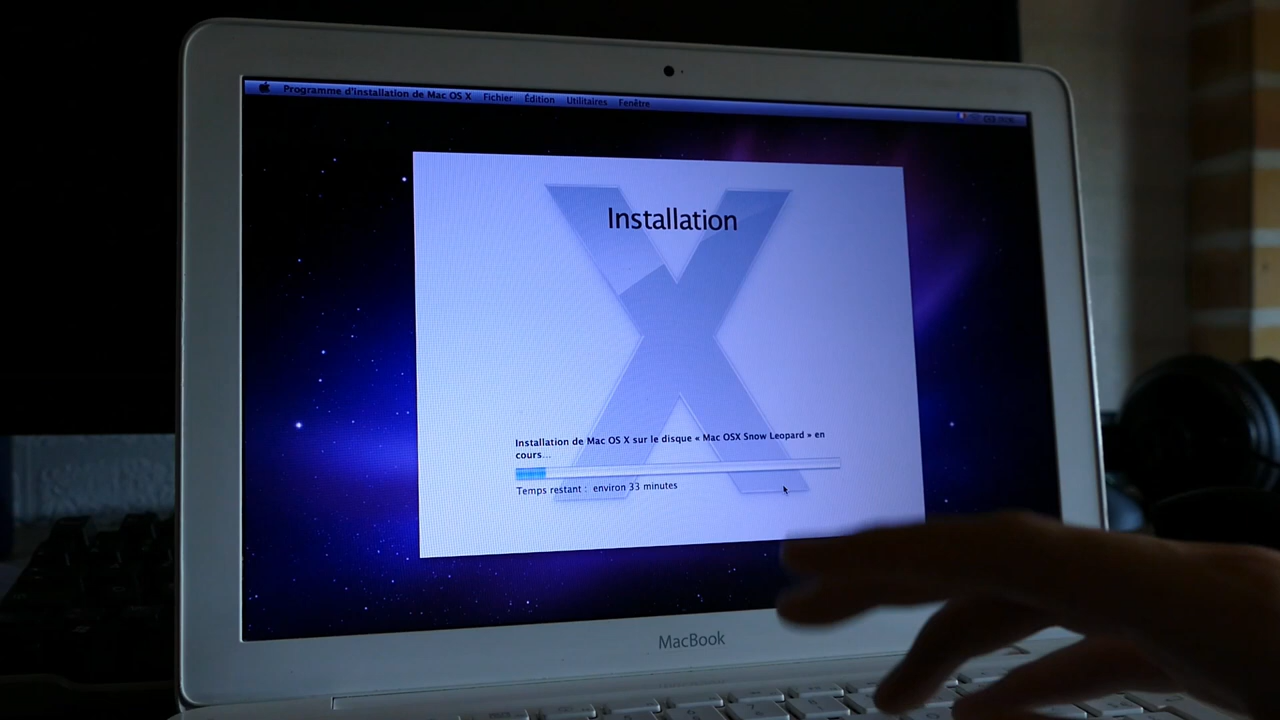 Programme d'installation de Mac OS X Fichier Édition Utilitaires Fenêtre
Installation
Installation de Mac OS X sur le disque « Mac OSX Snow Leopard » en
cours...
Temps restant : environ 33 minutes
MacBook